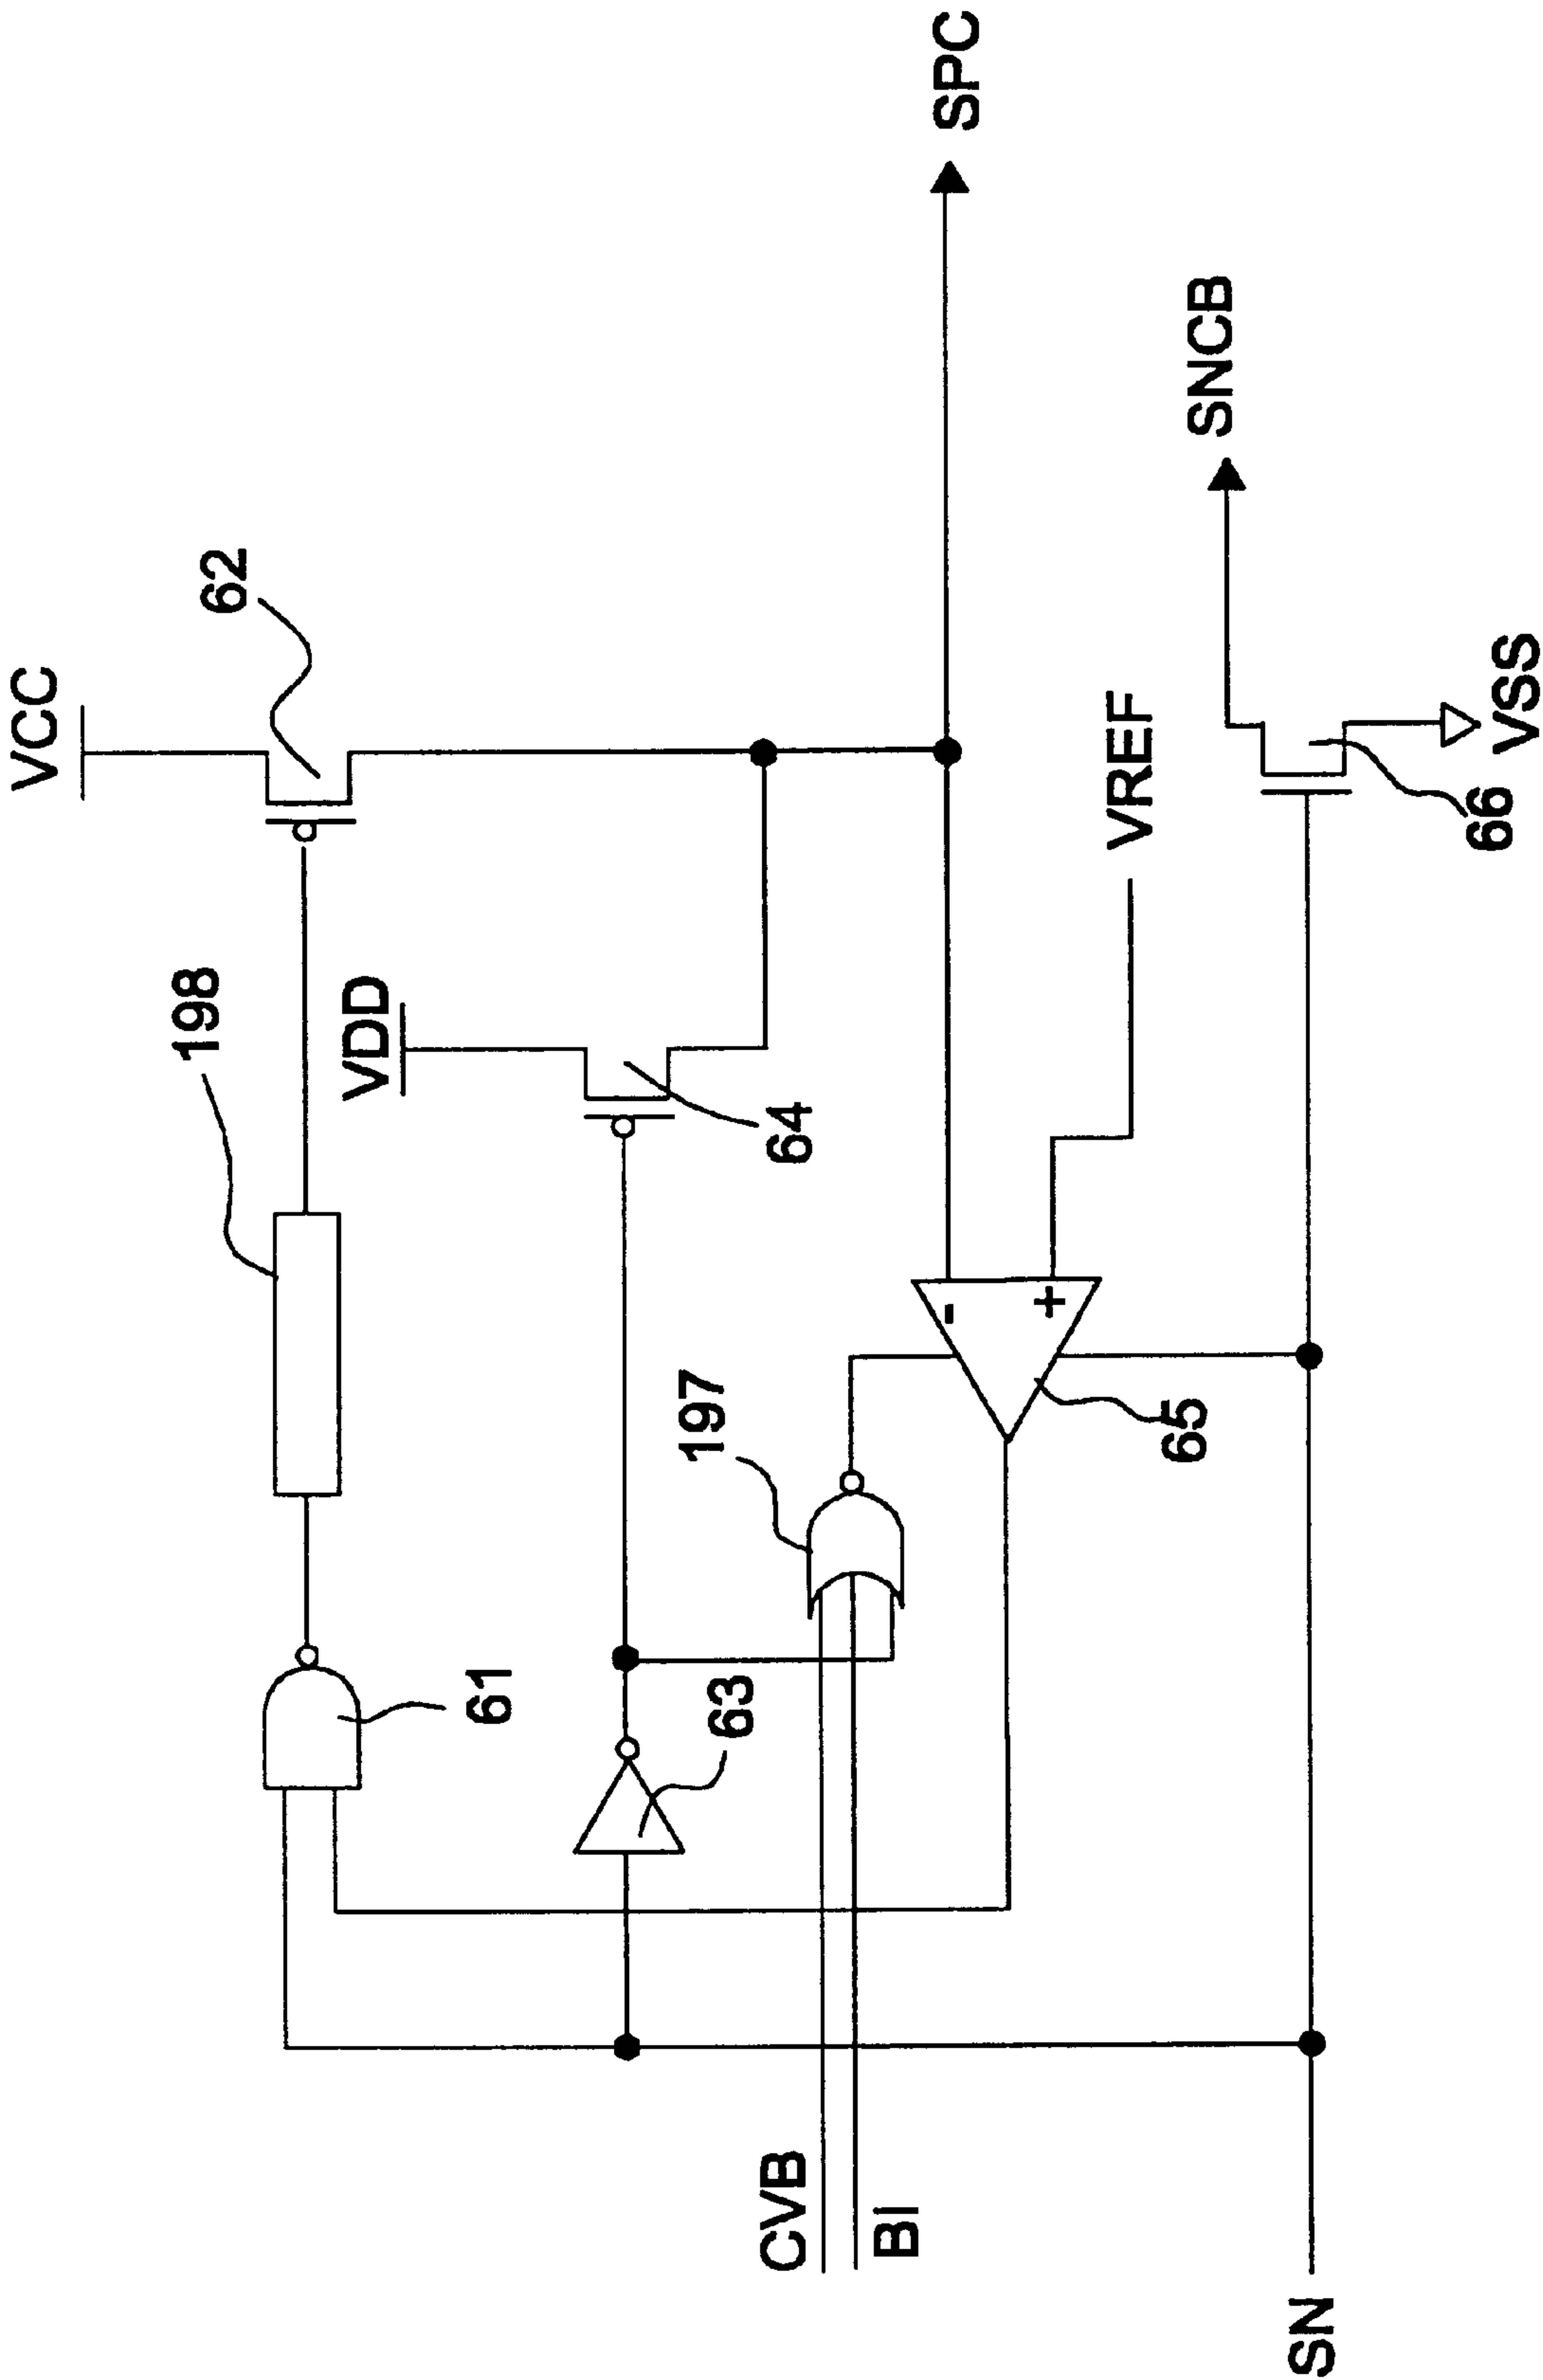 VCC
62
198
VDD
61
64
SPC
63
197
-
+
VREF
CVB
BI
65
SNCB
SN
66
VSS